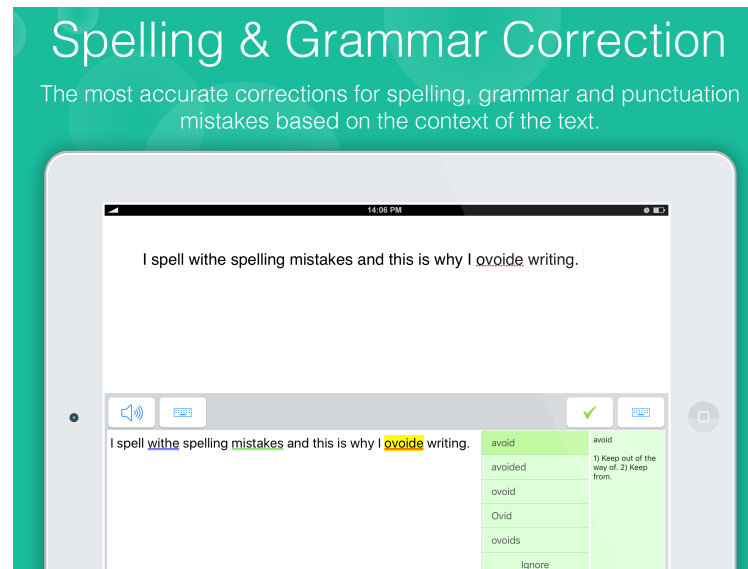 Spelling & Grammar Correction
The most accurate corrections for spelling, grammar and punctuation
mistakes based on the context of the text.
14:06 PM
I spell withe spelling mistakes and this is why I ovoide writing.
I spell withe spelling mistakes and this is why I ovoide writing.
avoid
avoided
ovoid
Ovid
ovoids
Ignore
avoid
1) Keep out of the
way of. 2) Keep
from.